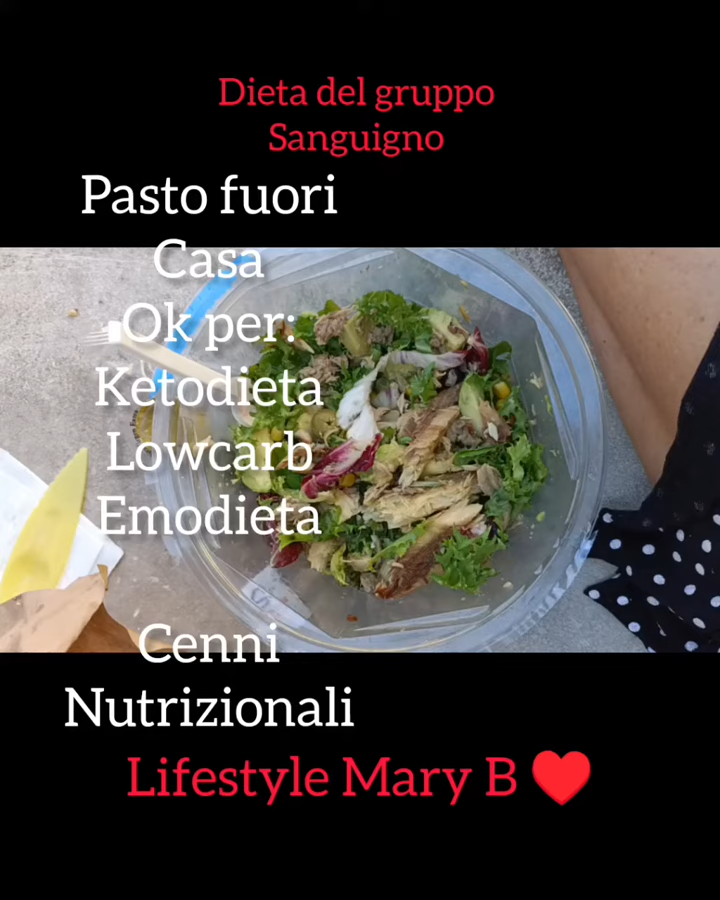 Dieta del gruppo
Sanguigno
Pasto fuori
Casa
Ok per:
Ketodieta
Lowcarb
Emodieta
Cenni
Nutrizionali
Lifestyle Mary B ❤